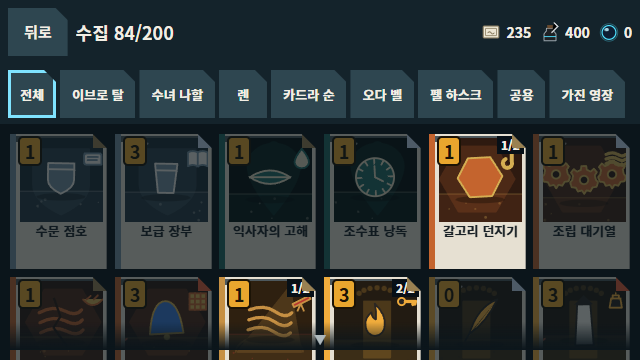 뒤로 수집 84/200 235 400 0
전체 이브로 탈 수녀 나할 렌 카드라 순 오다 벨 펠 하스크 공용 가진 영장
1 3 1 1 1 1/ 1
수문 점호 보급 장부 익사자의 고해 조수표 낭독 갈고리 던지기 조립 대기열
1 3 1 1/ 3 2/ 0 3